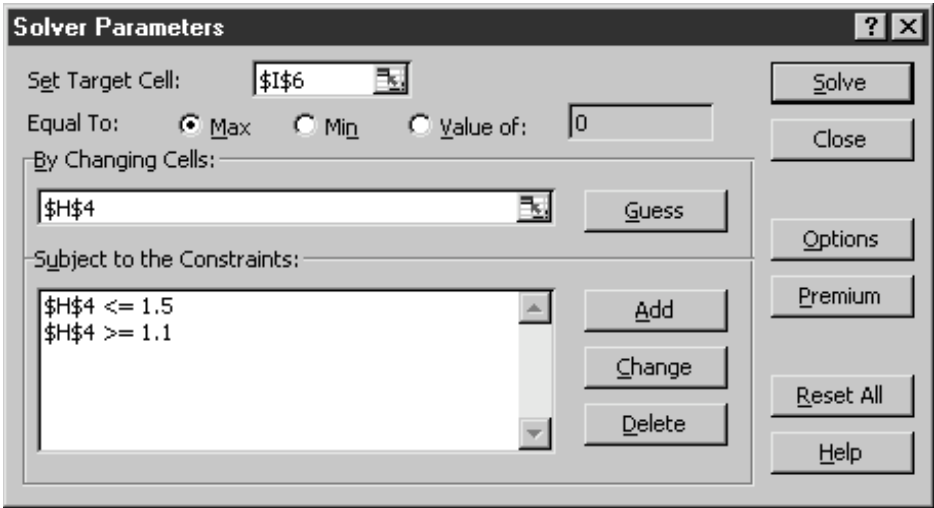 Solver Parameters
Set Target Cell: $I$6 Solve
Equal To: Max Min Value of: 0 Close
By Changing Cells:
$H$4 Guess
Options
Subject to the Constraints:
$H$4 <= 1.5
$H$4 >= 1.1
Add
Premium
Change
Reset All
Delete
Help